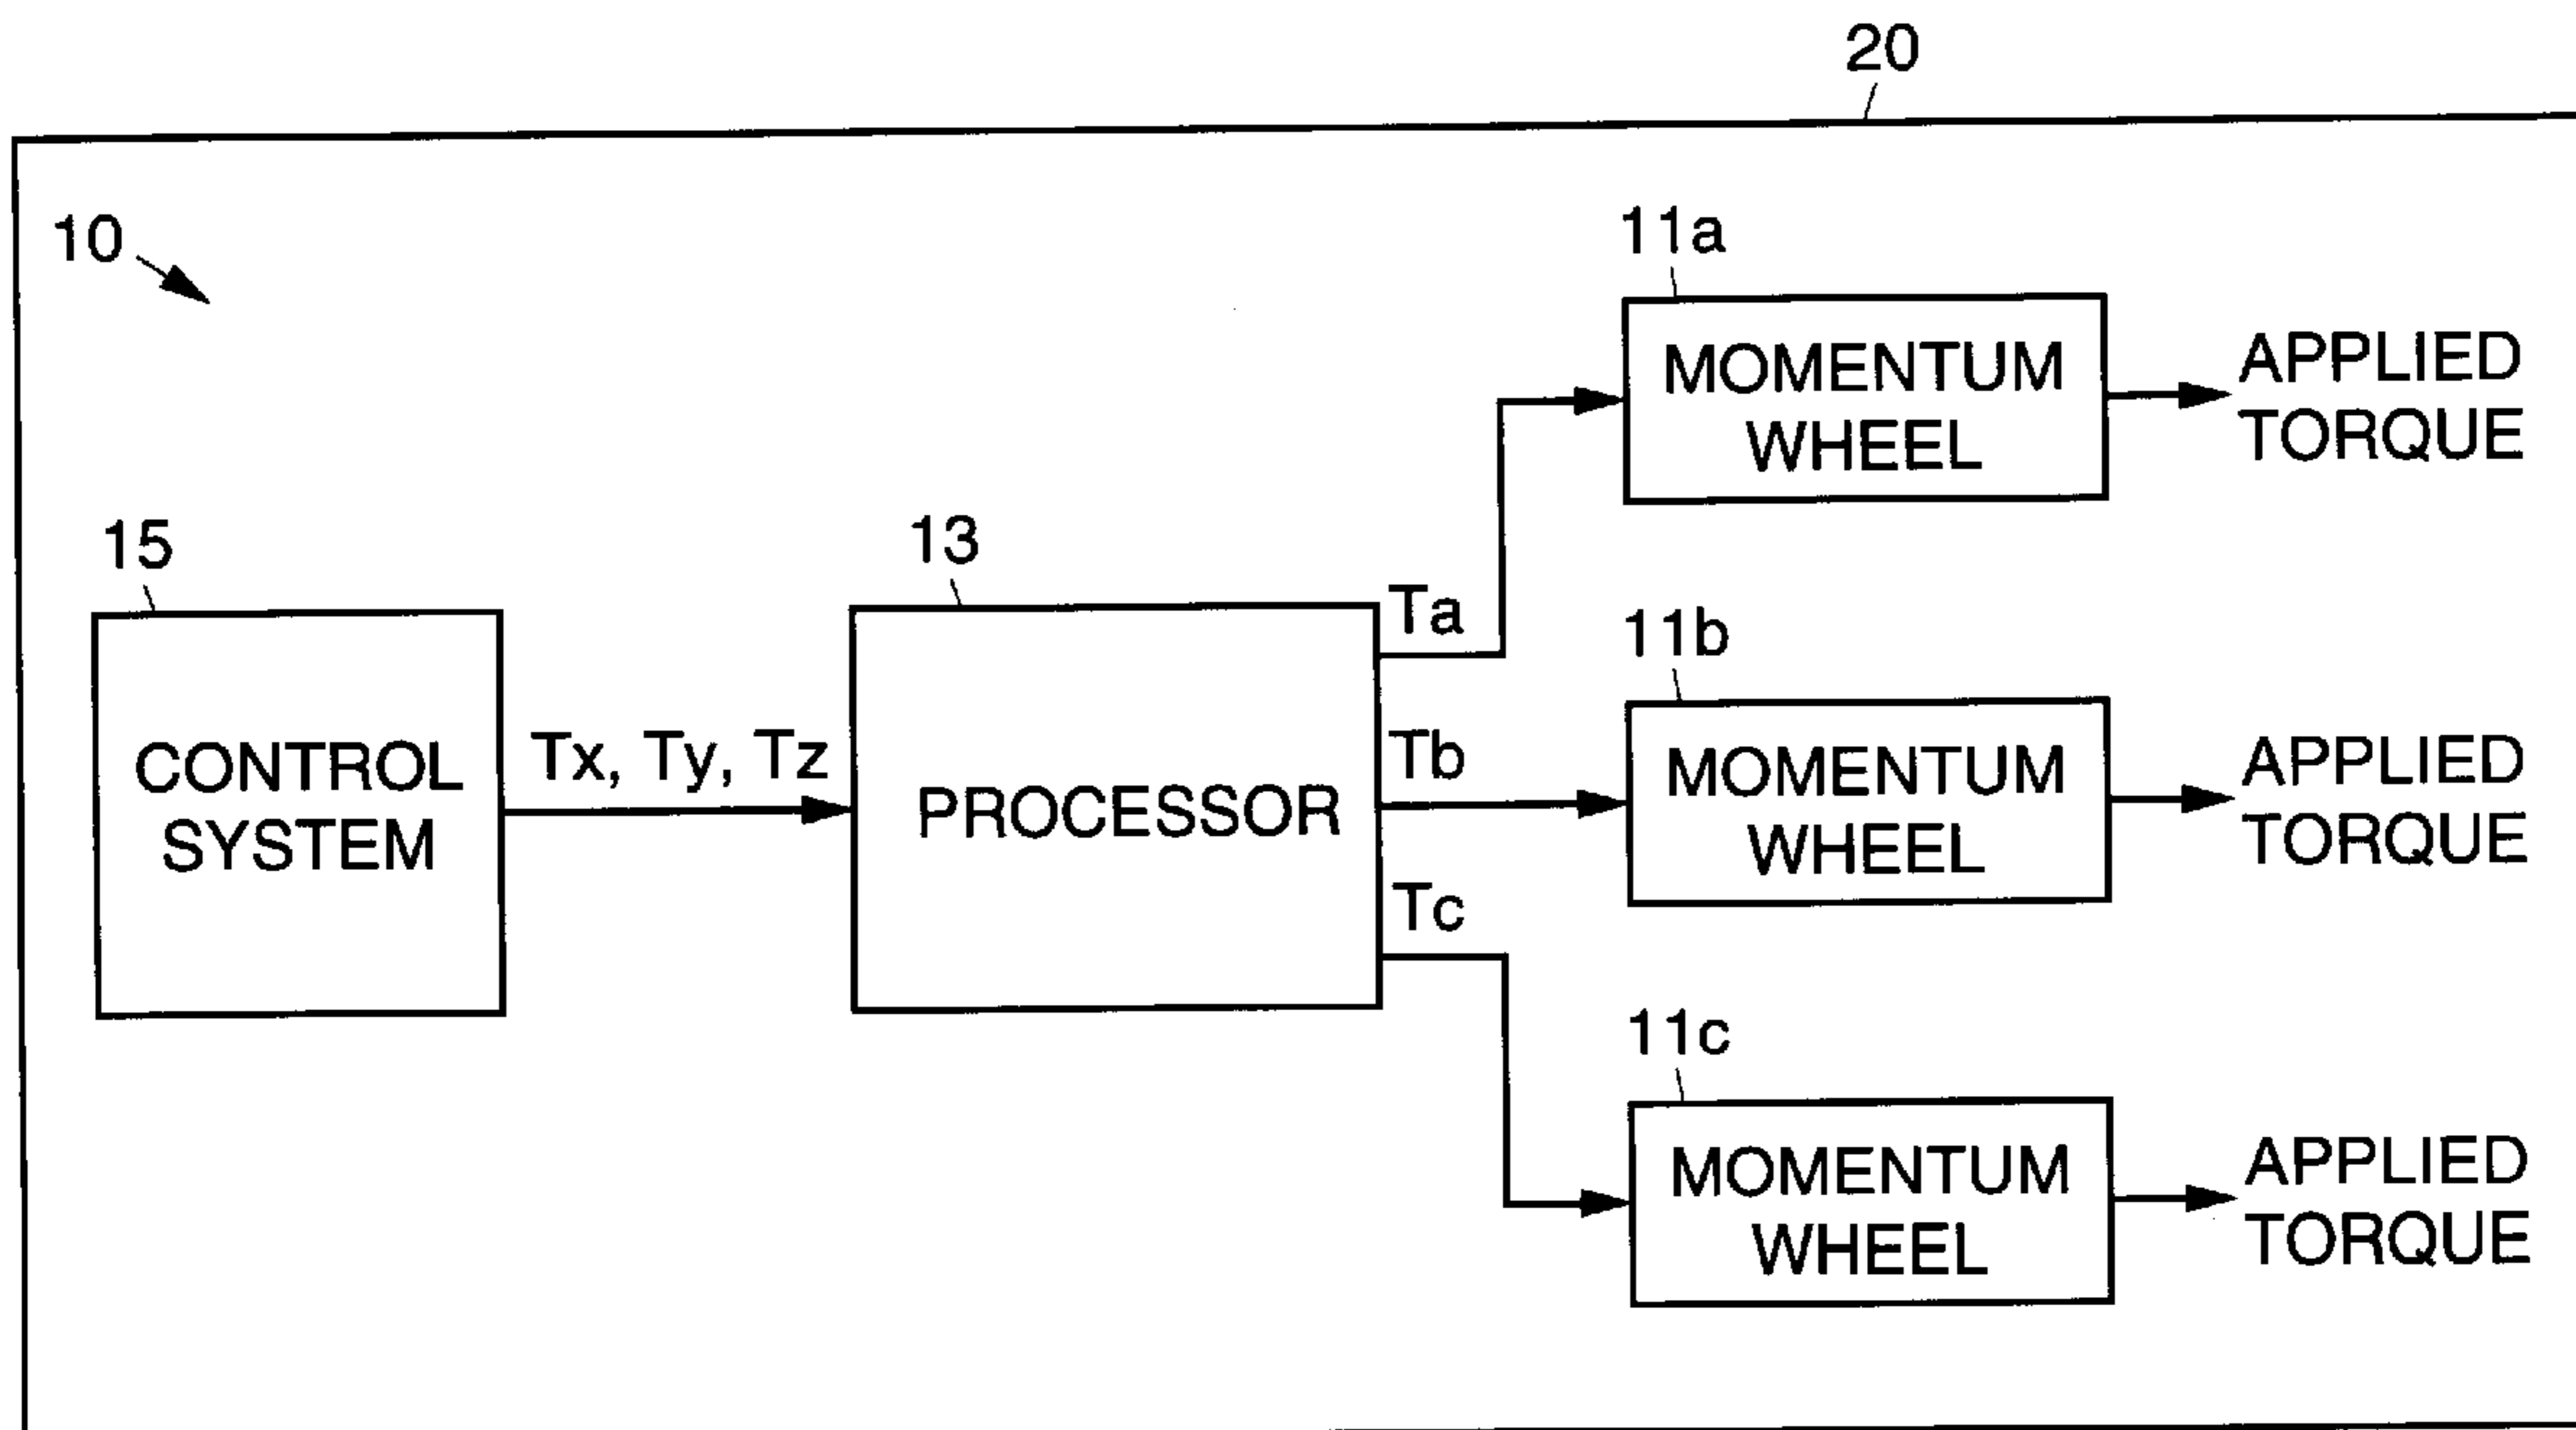 20
10
11a
MOMENTUM
WHEEL
APPLIED
TORQUE
15
CONTROL
SYSTEM
Tx, Ty, Tz
13
PROCESSOR
Ta
Tb
Tc
11b
MOMENTUM
WHEEL
APPLIED
TORQUE
11c
MOMENTUM
WHEEL
APPLIED
TORQUE